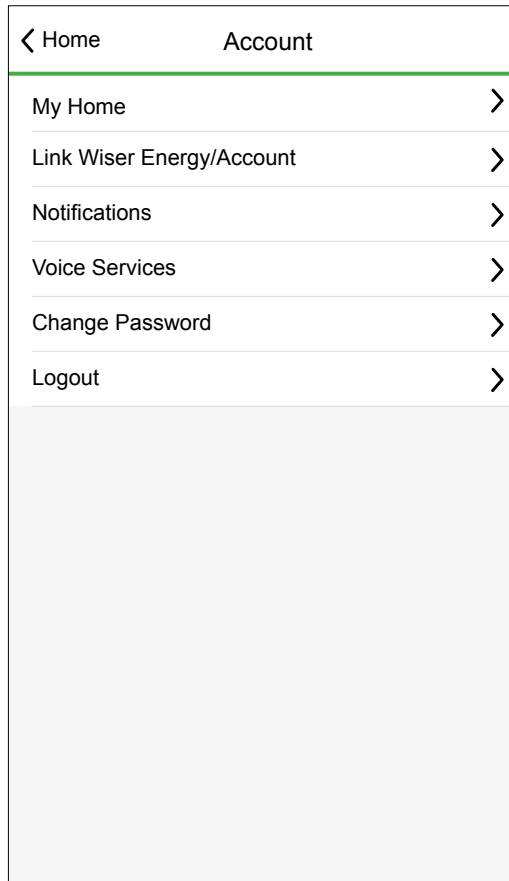 Home Account
My Home
Link Wiser Energy/Account
Notifications
Voice Services
Change Password
Logout